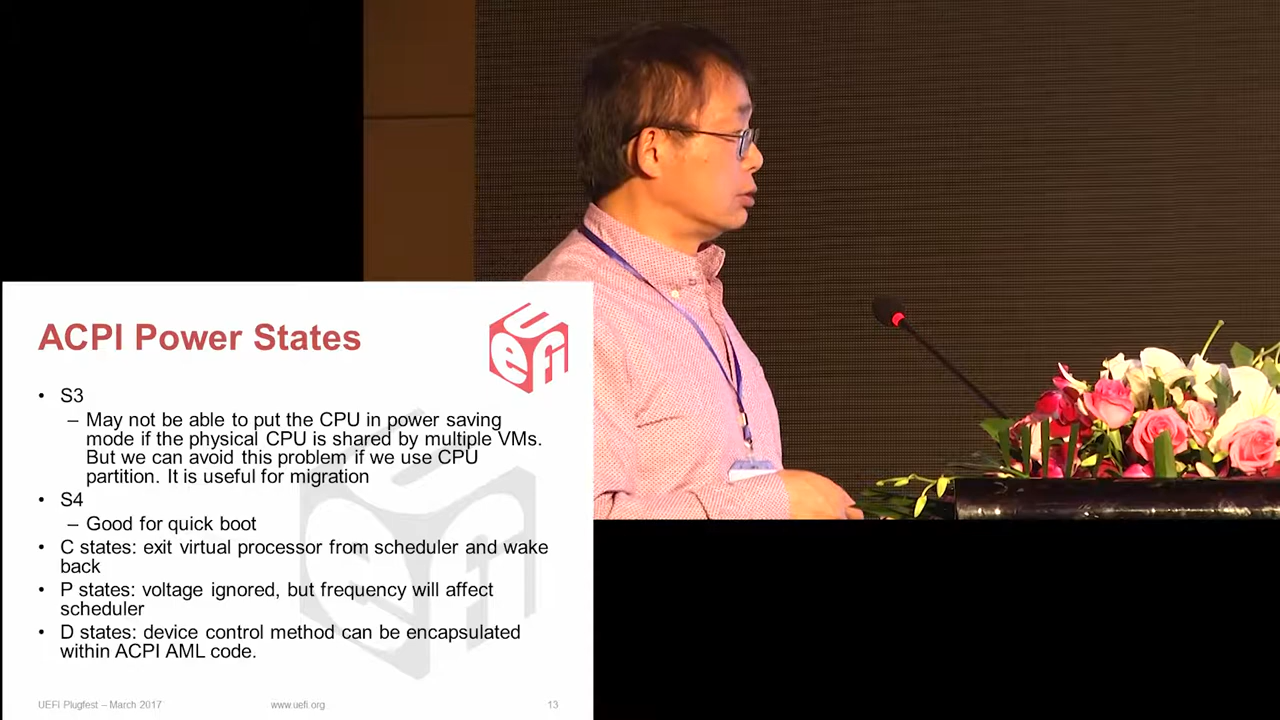 ACPI Power States
UEFI
• S3
– May not be able to put the CPU in power saving
mode if the physical CPU is shared by multiple VMs.
But we can avoid this problem if we use CPU
partition. It is useful for migration
• S4
– Good for quick boot
• C states: exit virtual processor from scheduler and wake
back
• P states: voltage ignored, but frequency will affect
scheduler
• D states: device control method can be encapsulated
within ACPI AML code.
UEFI Plugfest – March 2017
www.uefi.org
13